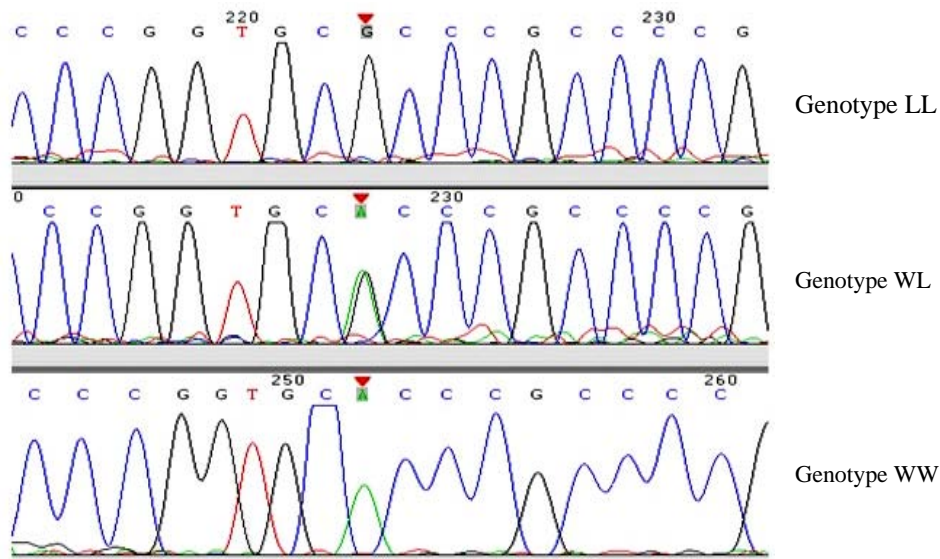 220 230
C C C G G T G C G C C C G C C C C G
Genotype LL
0 230
C C G G T G C A C C C G C C C C G
Genotype WL
250 260
C C C G G T G C A C C C G C C C C
Genotype WW